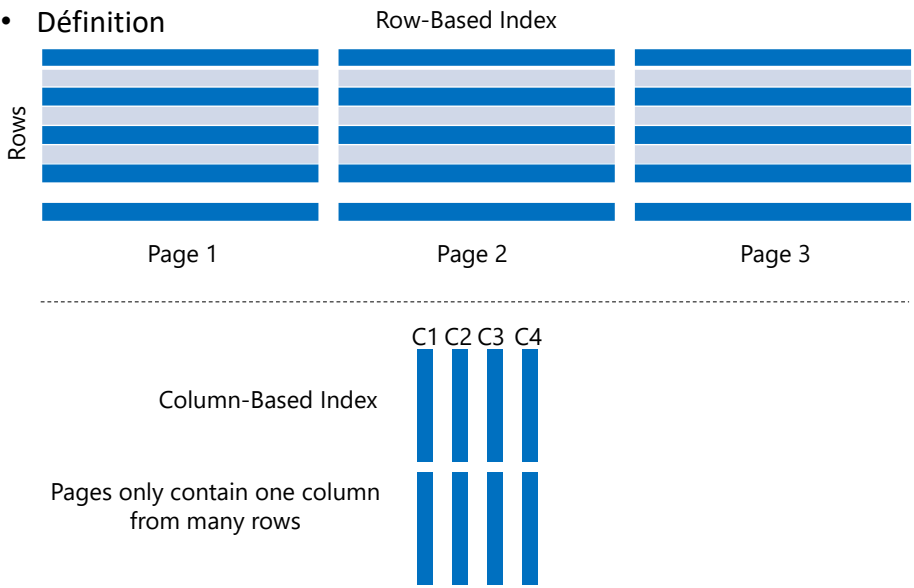 • Définition
Row-Based Index
Rows
Page 1
Page 2
Page 3
C1 C2 C3 C4
Column-Based Index
Pages only contain one column
from many rows